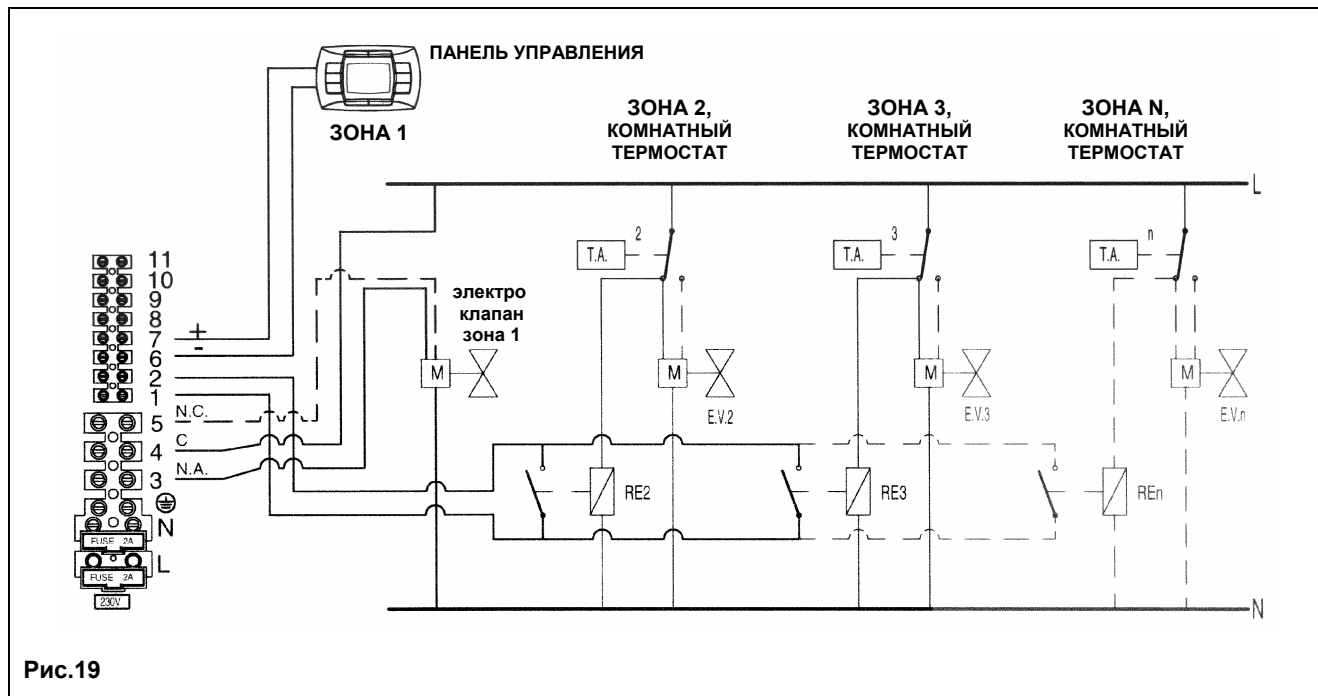 ПАНЕЛЬ УПРАВЛЕНИЯ
ЗОНА 1
ЗОНА 2,
КОМНАТНЫЙ
ТЕРМОСТАТ
ЗОНА 3,
КОМНАТНЫЙ
ТЕРМОСТАТ
ЗОНА N,
КОМНАТНЫЙ
ТЕРМОСТАТ
L
2
T.A.
3
T.A.
n
T.A.
11
10
9
8
7 +
-
6
2
1
5 N.C.
4 C
3 N.A.
N
FUSE 2A
L
FUSE 2A
230V
электро
клапан
зона 1
M
M
E.V.2
M
E.V.3
M
E.V.n
RE2
RE3
REn
N
Рис.19